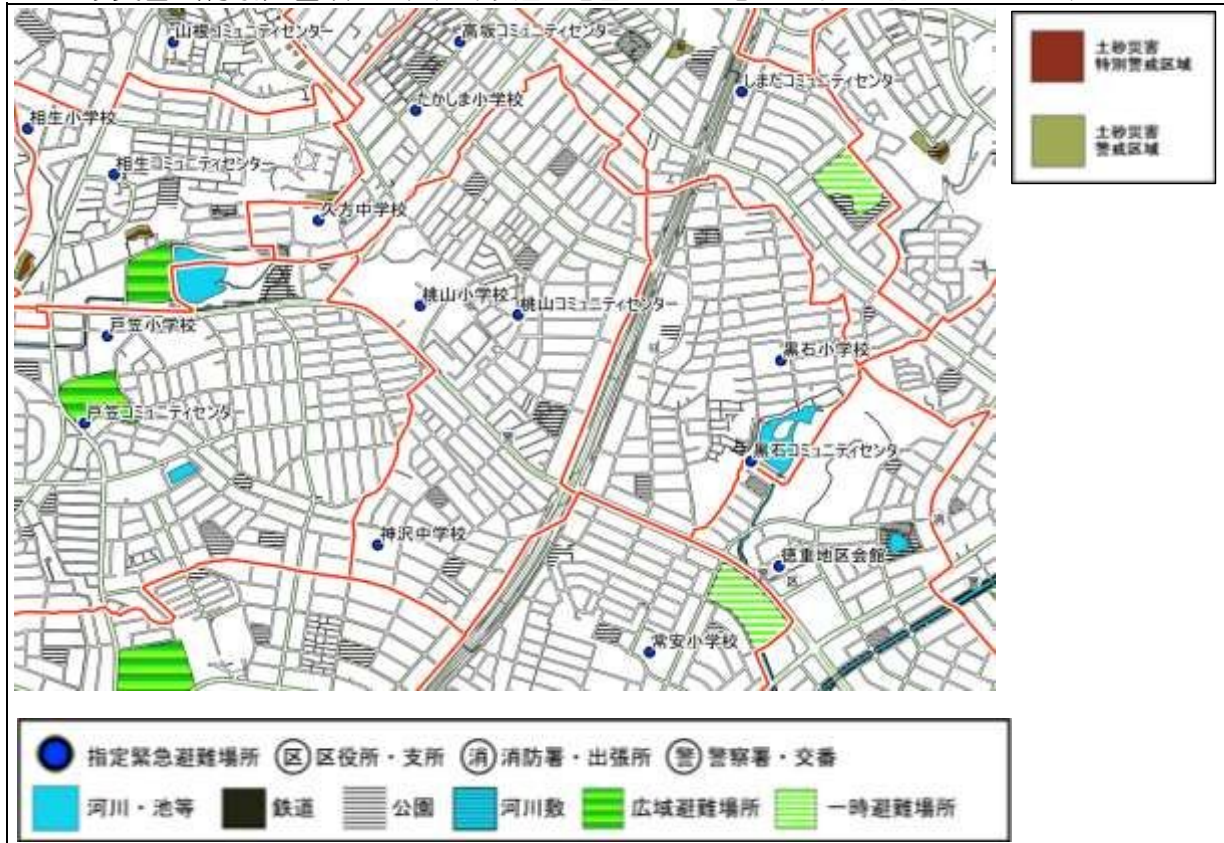 山根コミュニティセンター
高坂コミュニティセンター
しまだコミュニティセンター
たかしま小学校
相生小学校
相生コミュニティセンター
久方中学校
桃山小学校
桃山コミュニティセンター
戸笠小学校
黒石小学校
戸笠コミュニティセンター
黒石コミュニティセンター
神沢中学校
徳重地区会館
常安小学校
消
区
土砂災害
特別警戒区域
土砂災害
警戒区域
指定緊急避難場所 区 区役所・支所 消 消防署・出張所 警 警察署・交番
河川・池等 鉄道 公園 河川敷 広域避難場所 一時避難場所